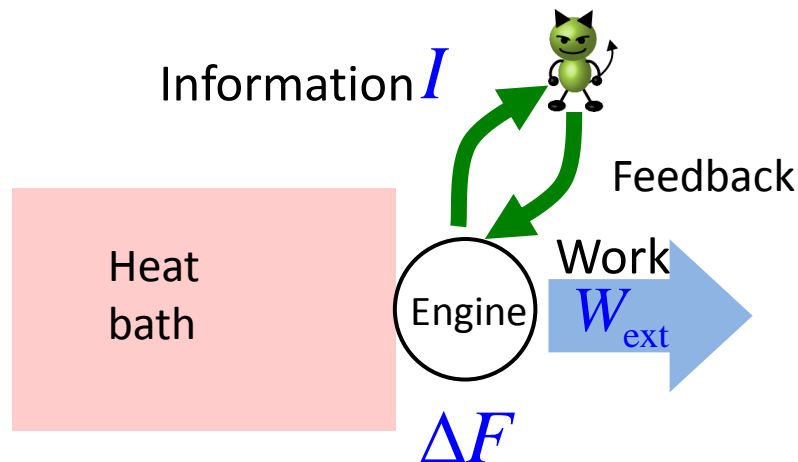 Information I
Feedback
Heat
bath
Engine
Work
W_ext
ΔF